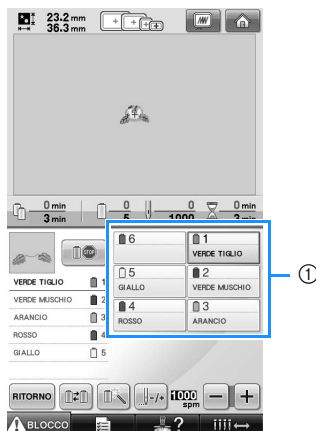 23.2 mm
36.3 mm
0 min
3 min
0
5
0
1000
0 min
3 min
6
1
VERDE TIGLIO
5
GIALLO
2
VERDE MUSCHIO
4
ROSSO
3
ARANCIO
①
VERDE TIGLIO 1
VERDE MUSCHIO 2
ARANCIO 3
ROSSO 4
GIALLO 5
STOP
RITORNO
-/+
1000
spm
- +
BLOCCO
?